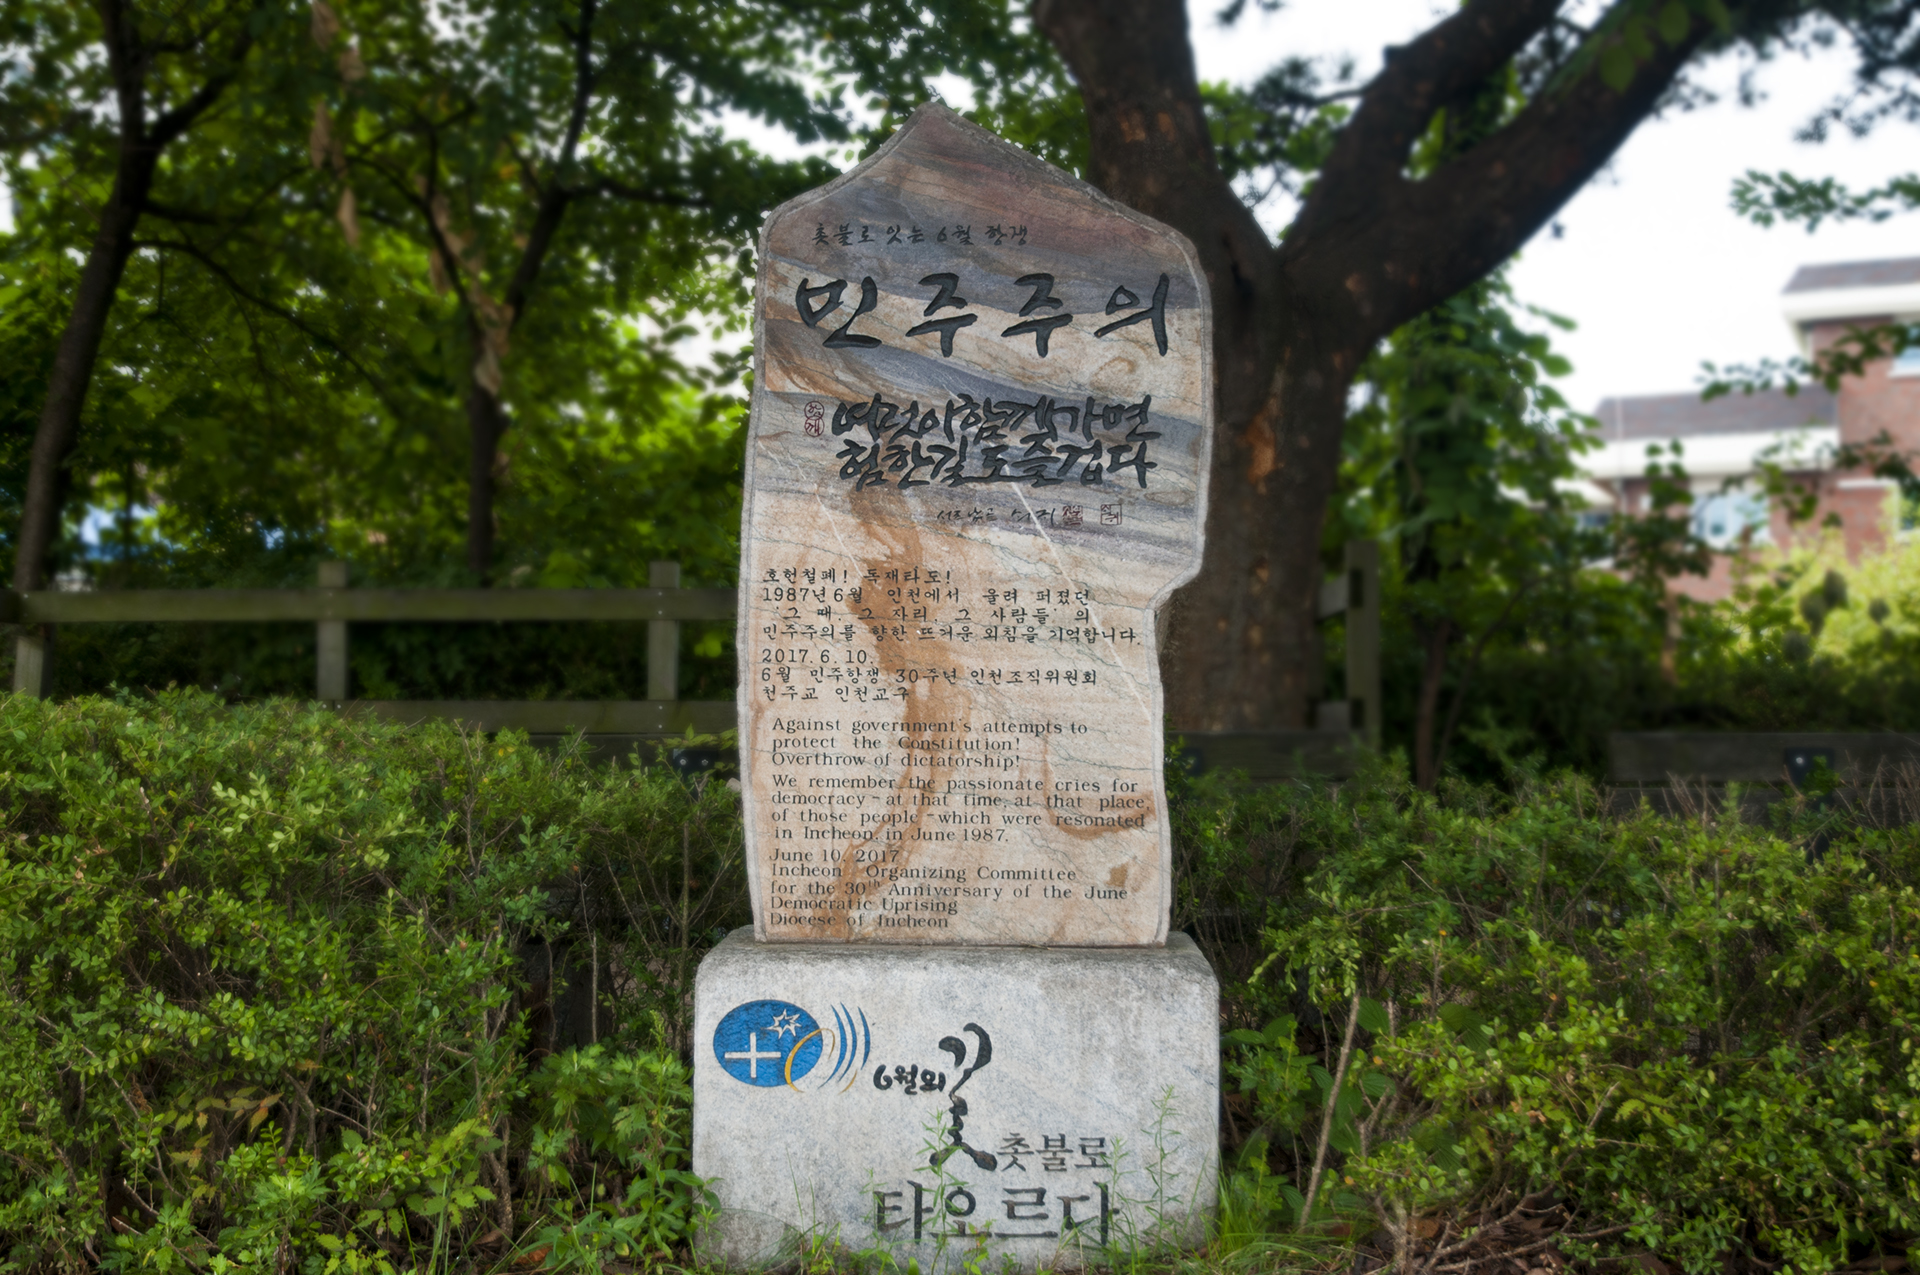 촛불로 잇는 6월 항쟁
민주주의
여럿이 함께 가면
험한 길도 즐겁다
호헌철폐! 독재타도!
1987년 6월 인천에서 울려 퍼졌던
'그 때, 그 자리, 그 사람들' 의
민주주의를 향한 뜨거운 외침을 기억합니다.
2017. 6. 10.
6월 민주항쟁 30주년 인천조직위원회
천주교 인천교구
Against government's attempts to
protect the Constitution!
Overthrow of dictatorship!
We remember the passionate cries for
democracy - at that time, at that place,
of those people - which were resonated
in Incheon, in June 1987.
June 10, 2017
Incheon Organizing Committee
for the 30th Anniversary of the June
Democratic Uprising
Diocese of Incheon
6월의
꽃
촛불로
타오르다